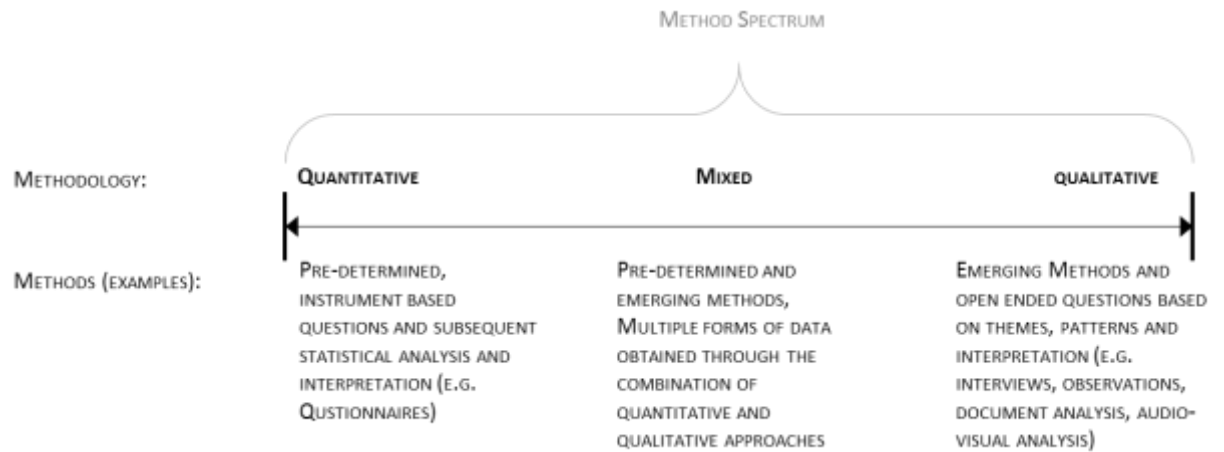 Method Spectrum
Methodology:
Quantitative
Mixed
qualitative
Methods (examples):
Pre-determined,
instrument based
questions and subsequent
statistical analysis and
interpretation (e.g.
Qustionnaires)
Pre-determined and
emerging methods,
Multiple forms of data
obtained through the
combination of
quantitative and
qualitative approaches
Emerging Methods and
open ended questions based
on themes, patterns and
interpretation (e.g.
interviews, observations,
document analysis, audio-
visual analysis)